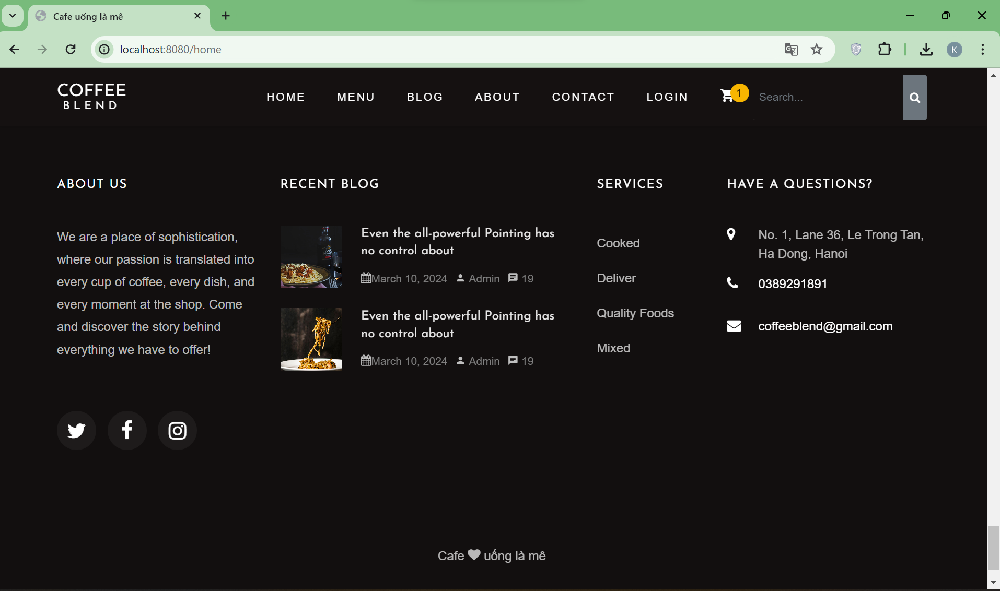 Cafe uống là mê
localhost:8080/home
K
COFFEE
BLEND
HOME
MENU
BLOG
ABOUT
CONTACT
LOGIN
1
Search...
ABOUT US
We are a place of sophistication,
where our passion is translated into
every cup of coffee, every dish, and
every moment at the shop. Come
and discover the story behind
everything we have to offer!
RECENT BLOG
Even the all-powerful Pointing has
no control about
March 10, 2024 Admin 19
Even the all-powerful Pointing has
no control about
March 10, 2024 Admin 19
SERVICES
Cooked
Deliver
Quality Foods
Mixed
HAVE A QUESTIONS?
No. 1, Lane 36, Le Trong Tan,
Ha Dong, Hanoi
0389291891
coffeeblend@gmail.com
Cafe ♥ uống là mê